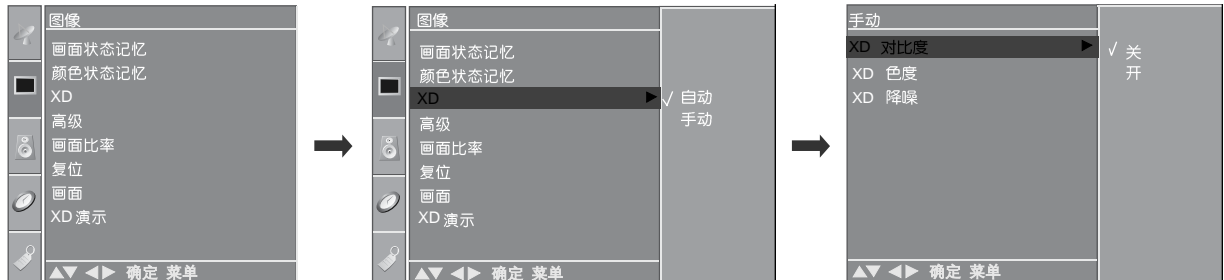 图像
画面状态记忆
颜色状态记忆
XD
高级
画面比率
复位
画面
XD 演示
▲▼ ◀▶ 确定 菜单
图像
画面状态记忆
颜色状态记忆
XD ▶
√ 自动
手动
高级
画面比率
复位
画面
XD 演示
▲▼ ◀▶ 确定 菜单
手动
XD 对比度 ▶
√ 关
开
XD 色度
XD 降噪
▲▼ ◀▶ 确定 菜单